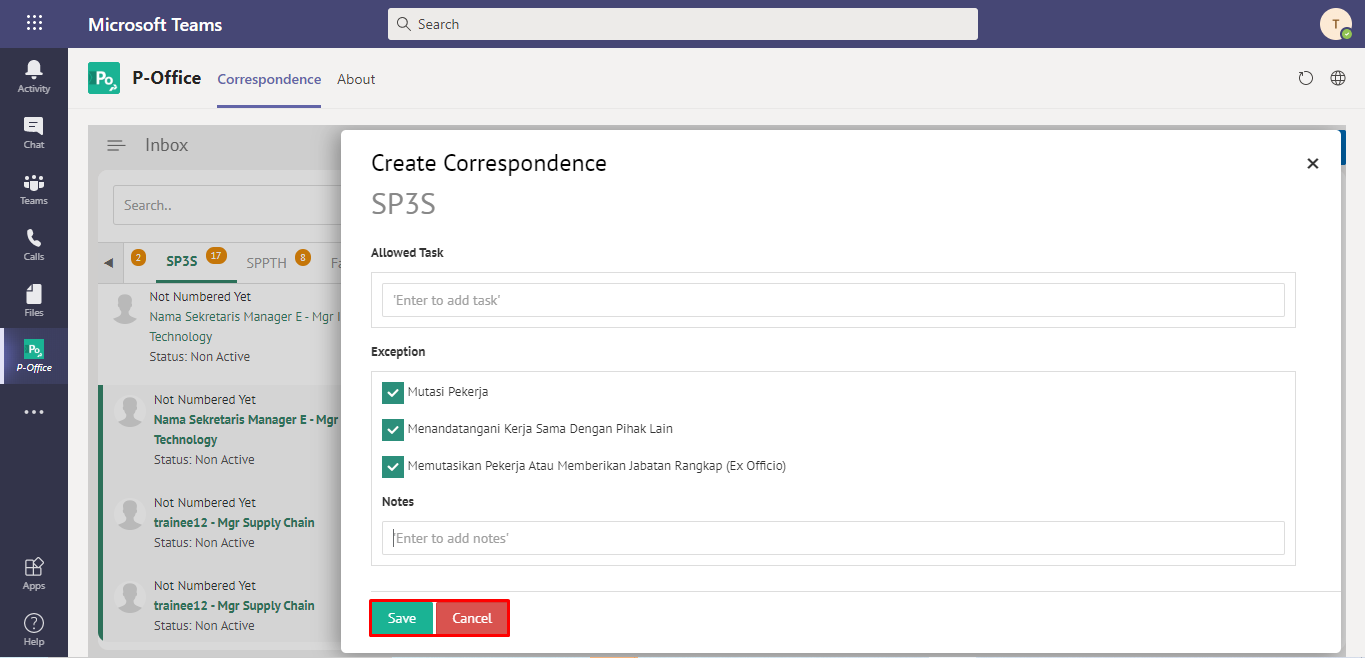 Microsoft Teams
Search
T
Activity
Chat
Teams
Calls
Files
Po
P-Office
Apps
Help
Po
P-Office
Correspondence
About
Inbox
Search..
2
SP3S 17
SPPTH 8
Not Numbered Yet
Nama Sekretaris Manager E - Mgr
Technology
Status: Non Active
Not Numbered Yet
Nama Sekretaris Manager E - Mgr
Technology
Status: Non Active
Not Numbered Yet
trainee12 - Mgr Supply Chain
Status: Non Active
Not Numbered Yet
trainee12 - Mgr Supply Chain
Status: Non Active
Create Correspondence
SP3S
Allowed Task
'Enter to add task'
Exception
Mutasi Pekerja
Menandatangani Kerja Sama Dengan Pihak Lain
Memutasikan Pekerja Atau Memberikan Jabatan Rangkap (Ex Officio)
Notes
'Enter to add notes'
Save
Cancel